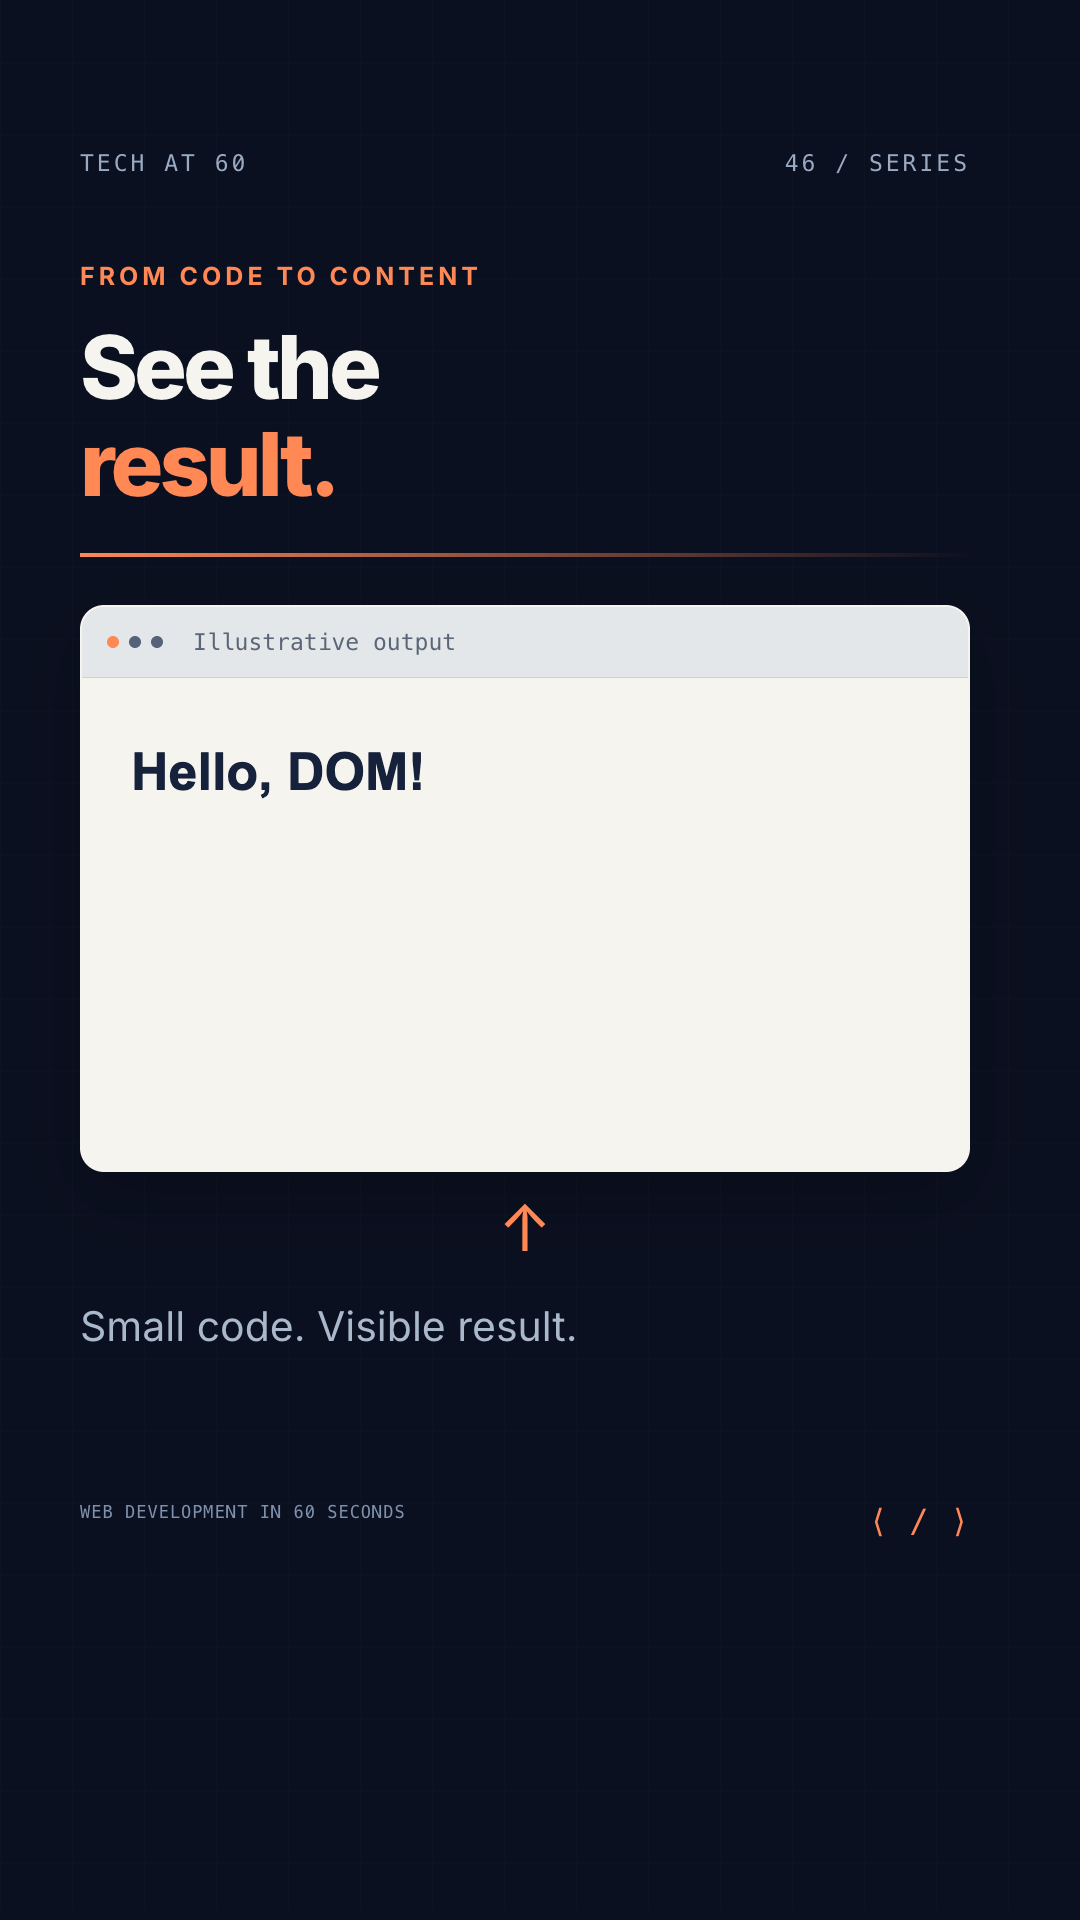 TECH AT 60
46 / SERIES
FROM CODE TO CONTENT
See the
result.
Illustrative output
Hello, DOM!
↑
Small code. Visible result.
WEB DEVELOPMENT IN 60 SECONDS
⟨ / ⟩